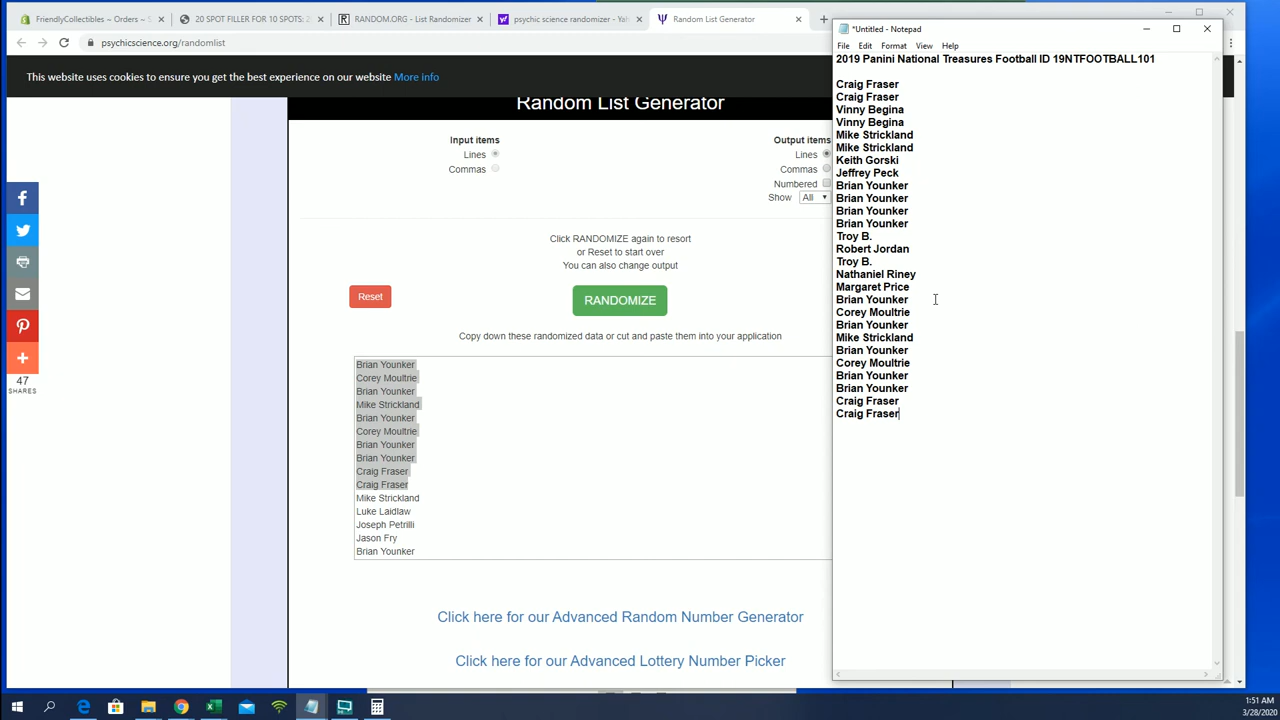 FriendlyCollectibles ~ Orders ~ S
20 SPOT FILLER FOR 10 SPOTS: 2
RANDOM.ORG - List Randomizer
psychic science randomizer - Yah
Random List Generator
psychicscience.org/randomlist
This website uses cookies to ensure you get the best experience on our website More info
Random List Generator
Input items
Lines
Commas
Output items
Lines
Commas
Numbered
Show All
Click RANDOMIZE again to resort
or Reset to start over
You can also change output
Reset
RANDOMIZE
Copy down these randomized data or cut and paste them into your application
Brian Younker
Corey Moultrie
Brian Younker
Mike Strickland
Brian Younker
Corey Moultrie
Brian Younker
Brian Younker
Craig Fraser
Craig Fraser
Mike Strickland
Luke Laidlaw
Joseph Petrilli
Jason Fry
Brian Younker
Click here for our Advanced Random Number Generator
Click here for our Advanced Lottery Number Picker
47
SHARES
*Untitled - Notepad
File Edit Format View Help
2019 Panini National Treasures Football ID 19NTFOOTBALL101
Craig Fraser
Craig Fraser
Vinny Begina
Vinny Begina
Mike Strickland
Mike Strickland
Keith Gorski
Jeffrey Peck
Brian Younker
Brian Younker
Brian Younker
Brian Younker
Troy B.
Robert Jordan
Troy B.
Nathaniel Riney
Margaret Price
Brian Younker
Corey Moultrie
Brian Younker
Mike Strickland
Brian Younker
Corey Moultrie
Brian Younker
Brian Younker
Craig Fraser
Craig Fraser
1:51 AM
3/28/2020